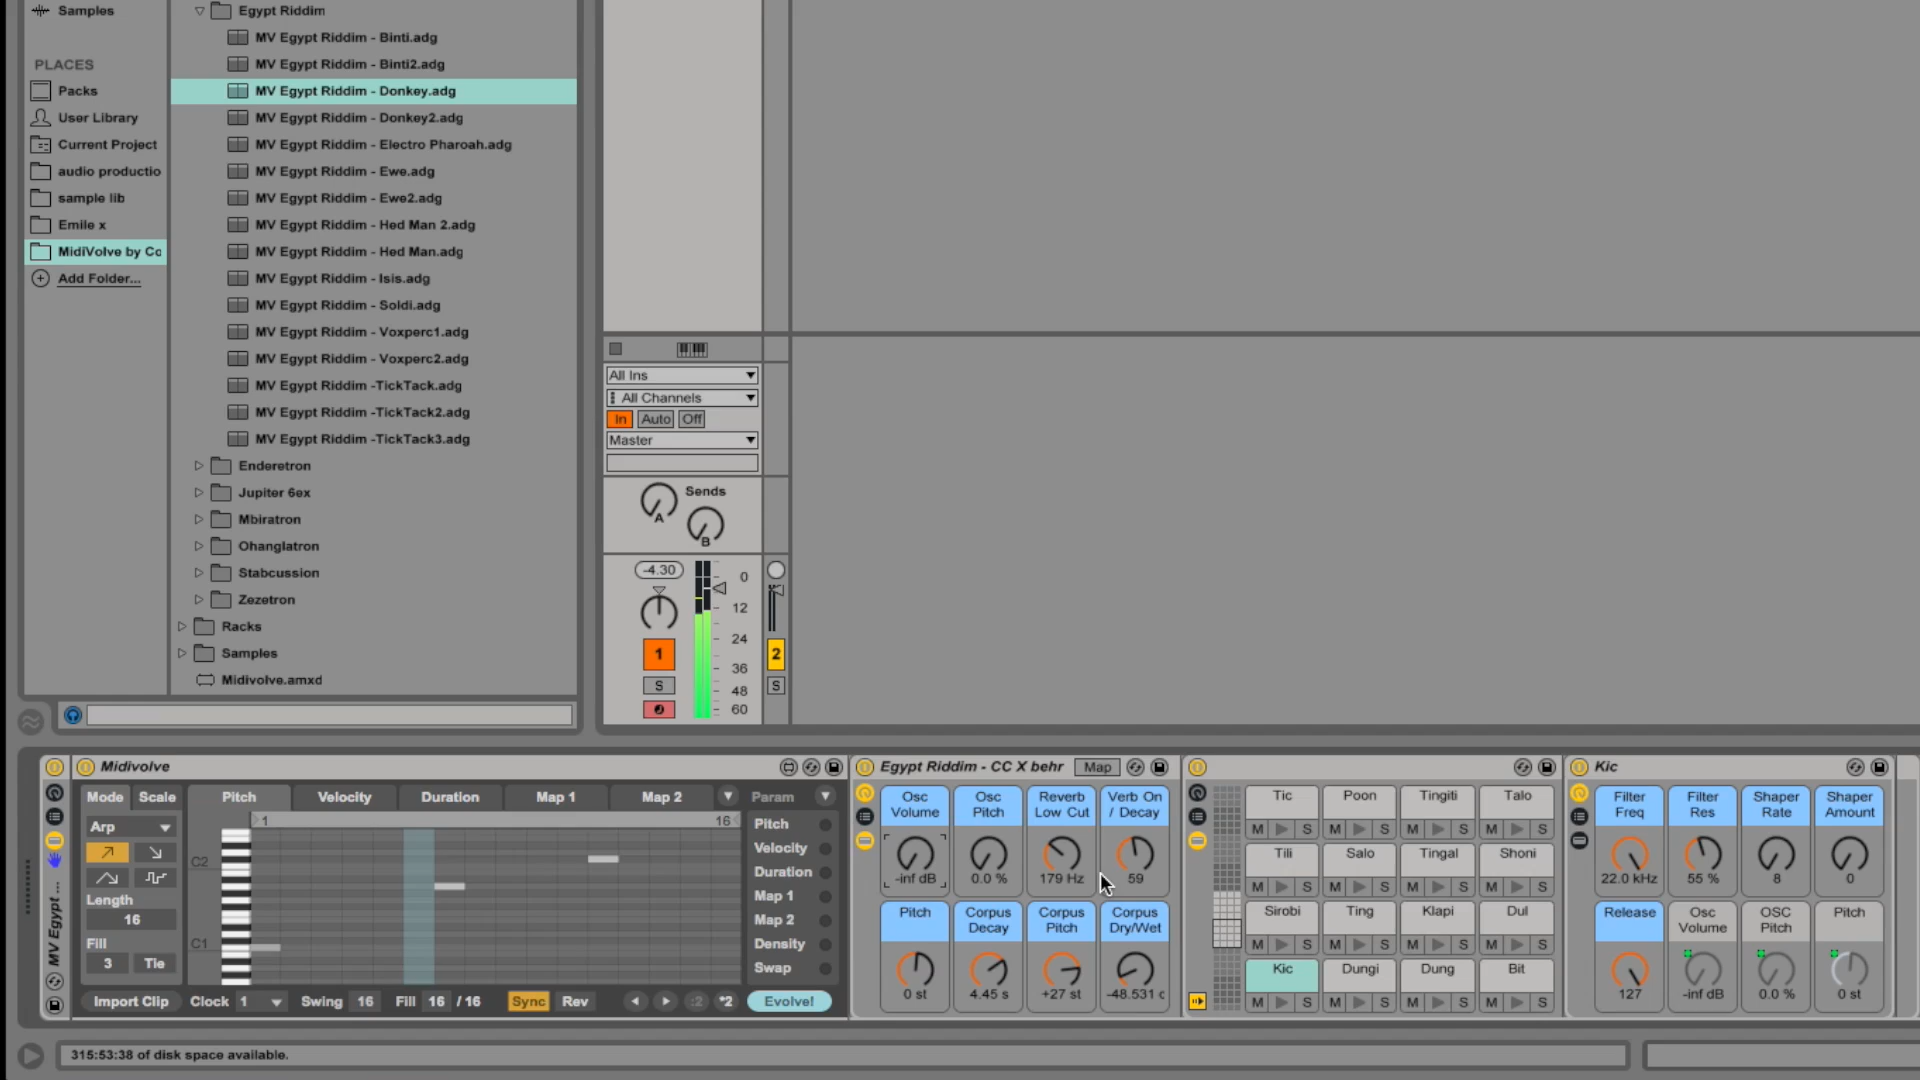 Samples
PLACES
Packs
User Library
Current Project
audio productio
sample lib
Emile x
MidiVolve by Cc
Add Folder...
Egypt Riddim
MV Egypt Riddim - Binti.adg
MV Egypt Riddim - Binti2.adg
MV Egypt Riddim - Donkey.adg
MV Egypt Riddim - Donkey2.adg
MV Egypt Riddim - Electro Pharoah.adg
MV Egypt Riddim - Ewe.adg
MV Egypt Riddim - Ewe2.adg
MV Egypt Riddim - Hed Man 2.adg
MV Egypt Riddim - Hed Man.adg
MV Egypt Riddim - Isis.adg
MV Egypt Riddim - Soldi.adg
MV Egypt Riddim - Voxperc1.adg
MV Egypt Riddim - Voxperc2.adg
MV Egypt Riddim -TickTack.adg
MV Egypt Riddim -TickTack2.adg
MV Egypt Riddim -TickTack3.adg
Enderetron
Jupiter 6ex
Mbiratron
Ohanglatron
Stabcussion
Zezetron
Racks
Samples
Midivolve.amxd
All Ins
All Channels
In Auto Off
Master
Sends
A
B
-4.30
0
12
24
36
48
60
1
S
2
S
MV Egypt ...
Midivolve
Mode Scale
Arp
Length
16
Fill
3 Tie
Import Clip
Pitch Velocity Duration Map 1 Map 2
1 16
C2
C1
Clock 1 Swing 16 Fill 16 / 16 Sync Rev :2 *2 Evolve!
Param
Pitch
Velocity
Duration
Map 1
Map 2
Density
Swap
Egypt Riddim - CC X behr Map
Osc Volume
Osc Pitch
Reverb Low Cut
Verb On / Decay
-inf dB 0.0 % 179 Hz 59
Pitch
Corpus Decay
Corpus Pitch
Corpus Dry/Wet
0 st 4.45 s +27 st -48.531 c
Tic Poon Tingiti Talo
M S M S M S M S
Tili Salo Tingal Shoni
M S M S M S M S
Sirobi Ting Klapi Dul
M S M S M S M S
Kic Dungi Dung Bit
M S M S M S M S
Kic
Filter Freq
Filter Res
Shaper Rate
Shaper Amount
22.0 kHz 55 % 8 0
Release
Osc Volume
OSC Pitch
Pitch
127 -inf dB 0.0 % 0 st
315:53:38 of disk space available.